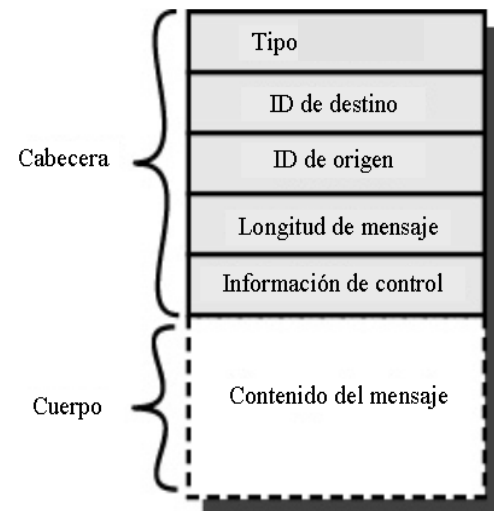 Tipo
ID de destino
Cabecera
ID de origen
Longitud de mensaje
Información de control
Cuerpo
Contenido del mensaje